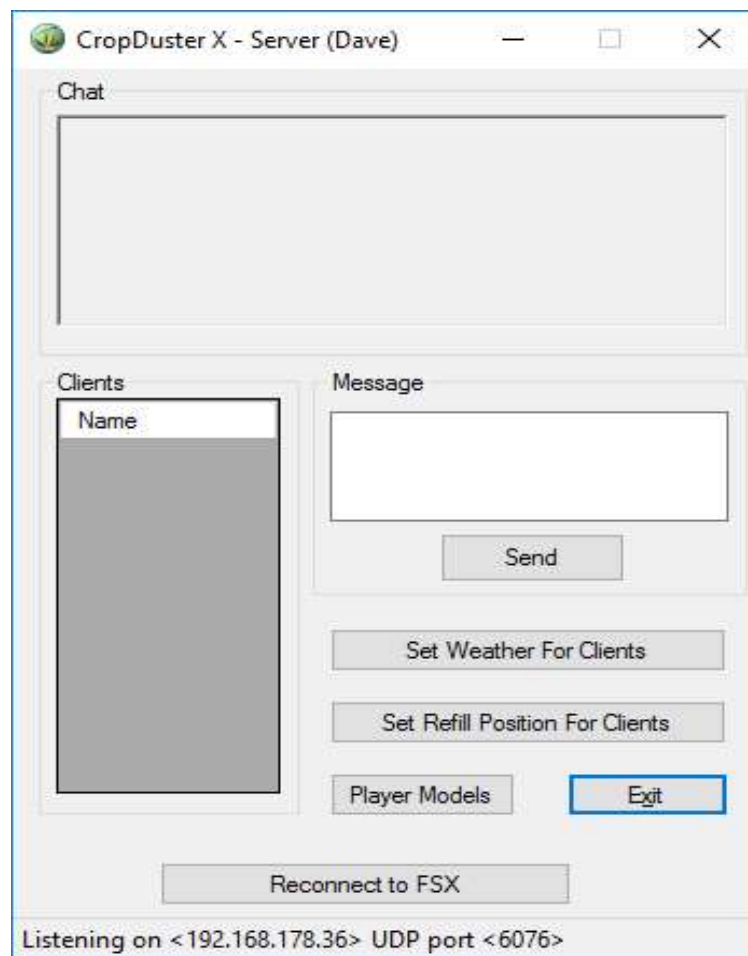 CropDuster X - Server (Dave)
Chat
Clients
Message
Name
Send
Set Weather For Clients
Set Refill Position For Clients
Player Models
Exit
Reconnect to FSX
Listening on <192.168.178.36> UDP port <6076>